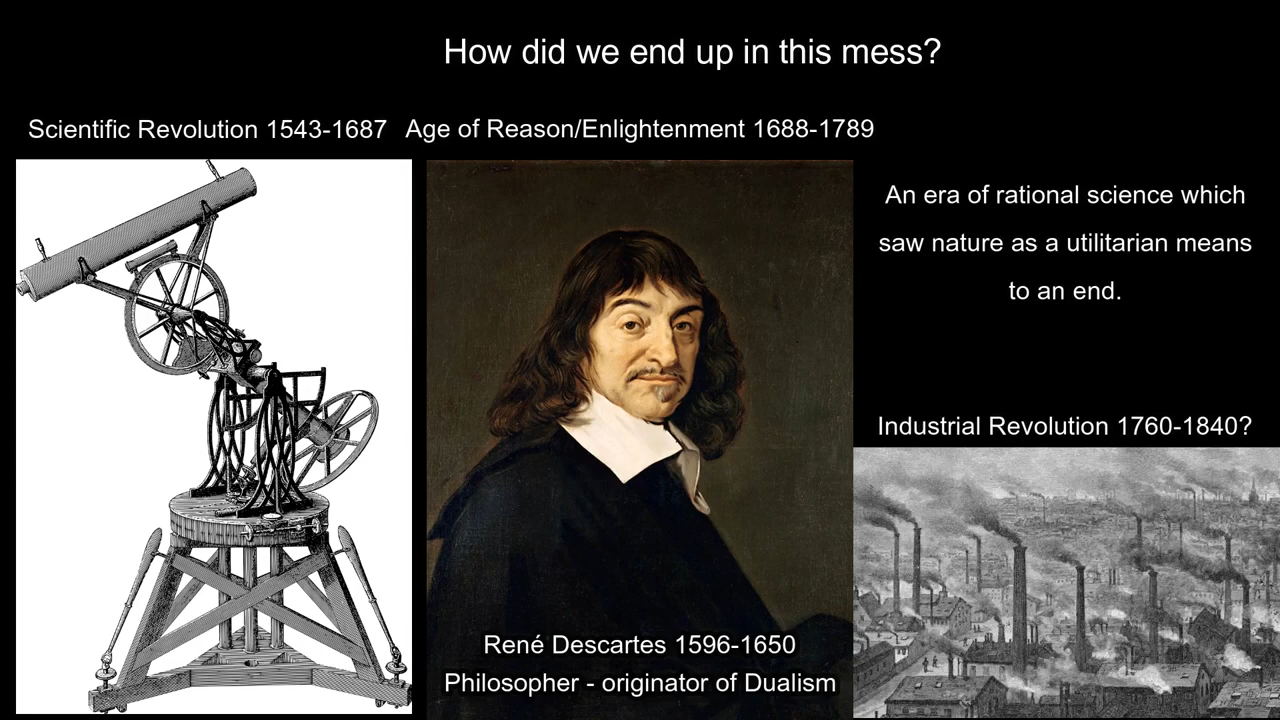 How did we end up in this mess?
Scientific Revolution 1543-1687
Age of Reason/Enlightenment 1688-1789
An era of rational science which
saw nature as a utilitarian means
to an end.
Industrial Revolution 1760-1840?
René Descartes 1596-1650
Philosopher - originator of Dualism